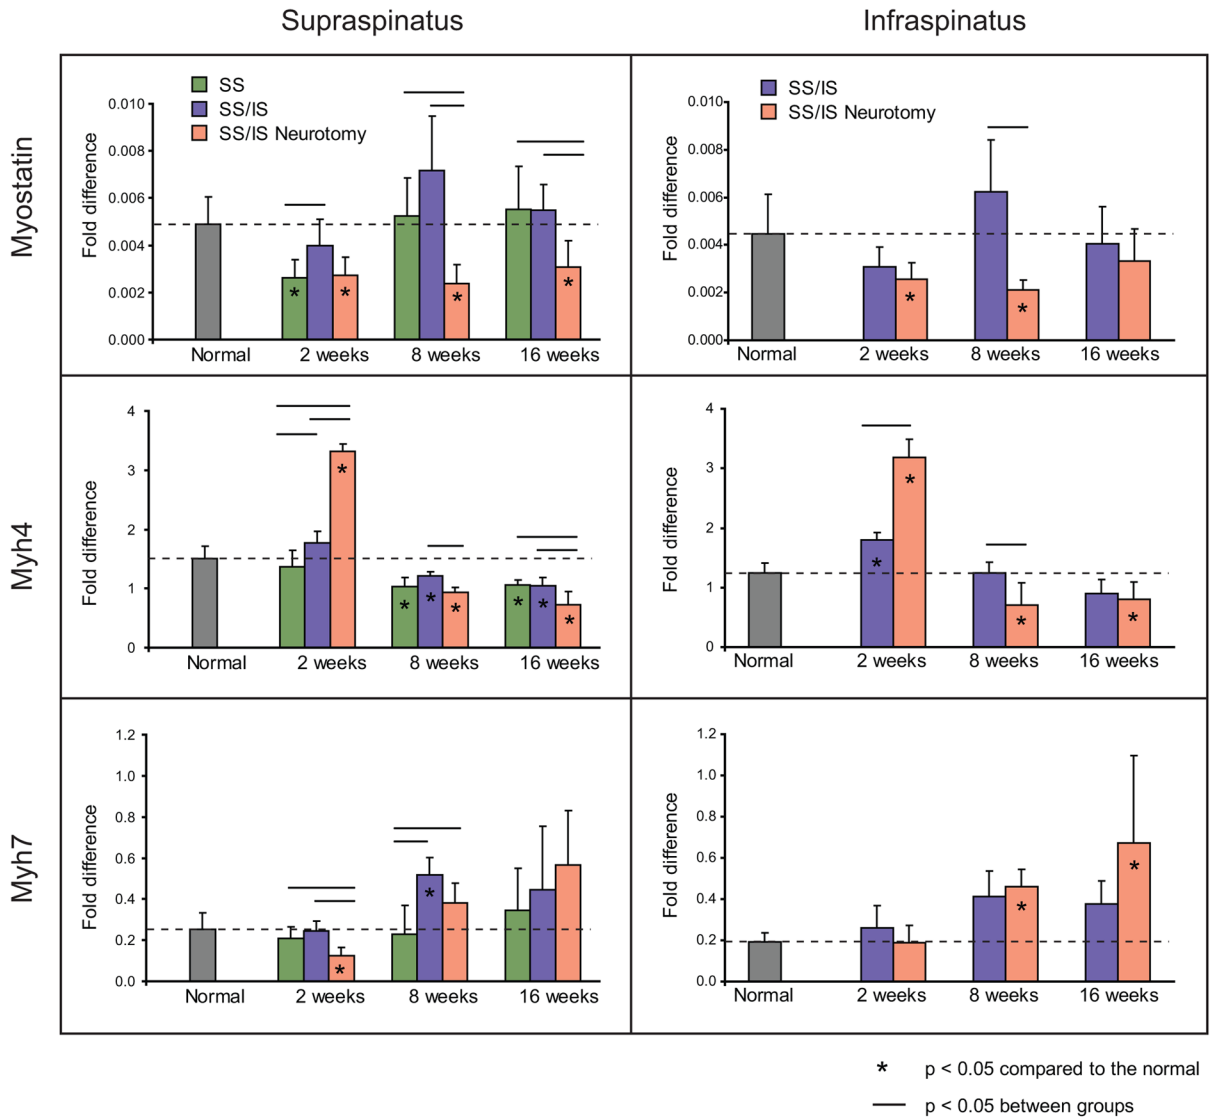 Supraspinatus
Infraspinatus
Myostatin
Fold difference
0.010
0.008
0.006
0.004
0.002
0.000
SS
SS/IS
SS/IS Neurotomy
* * * *
Normal 2 weeks 8 weeks 16 weeks
Fold difference
0.010
0.008
0.006
0.004
0.002
0.000
SS/IS
SS/IS Neurotomy
* *
Normal 2 weeks 8 weeks 16 weeks
Myh4
Fold difference
4
3
2
1
0
* * * * * * *
Normal 2 weeks 8 weeks 16 weeks
Fold difference
4
3
2
1
0
* * * *
Normal 2 weeks 8 weeks 16 weeks
Myh7
Fold difference
1.2
1.0
0.8
0.6
0.4
0.2
0.0
* *
Normal 2 weeks 8 weeks 16 weeks
Fold difference
1.2
1.0
0.8
0.6
0.4
0.2
0.0
* *
Normal 2 weeks 8 weeks 16 weeks
* p < 0.05 compared to the normal
p < 0.05 between groups